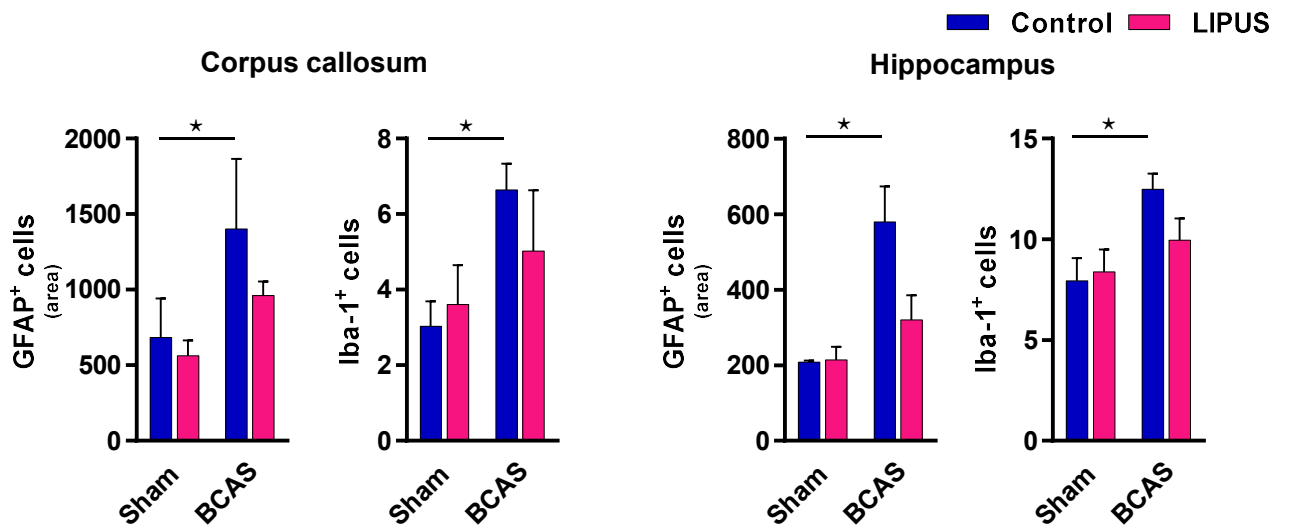 Control LIPUS
Corpus callosum
Hippocampus
GFAP⁺ cells
(area)
2000
1500
1000
500
0
★
Sham
BCAS
Iba-1⁺ cells
8
6
4
2
0
★
Sham
BCAS
GFAP⁺ cells
(area)
800
600
400
200
0
★
Sham
BCAS
Iba-1⁺ cells
15
10
5
0
★
Sham
BCAS